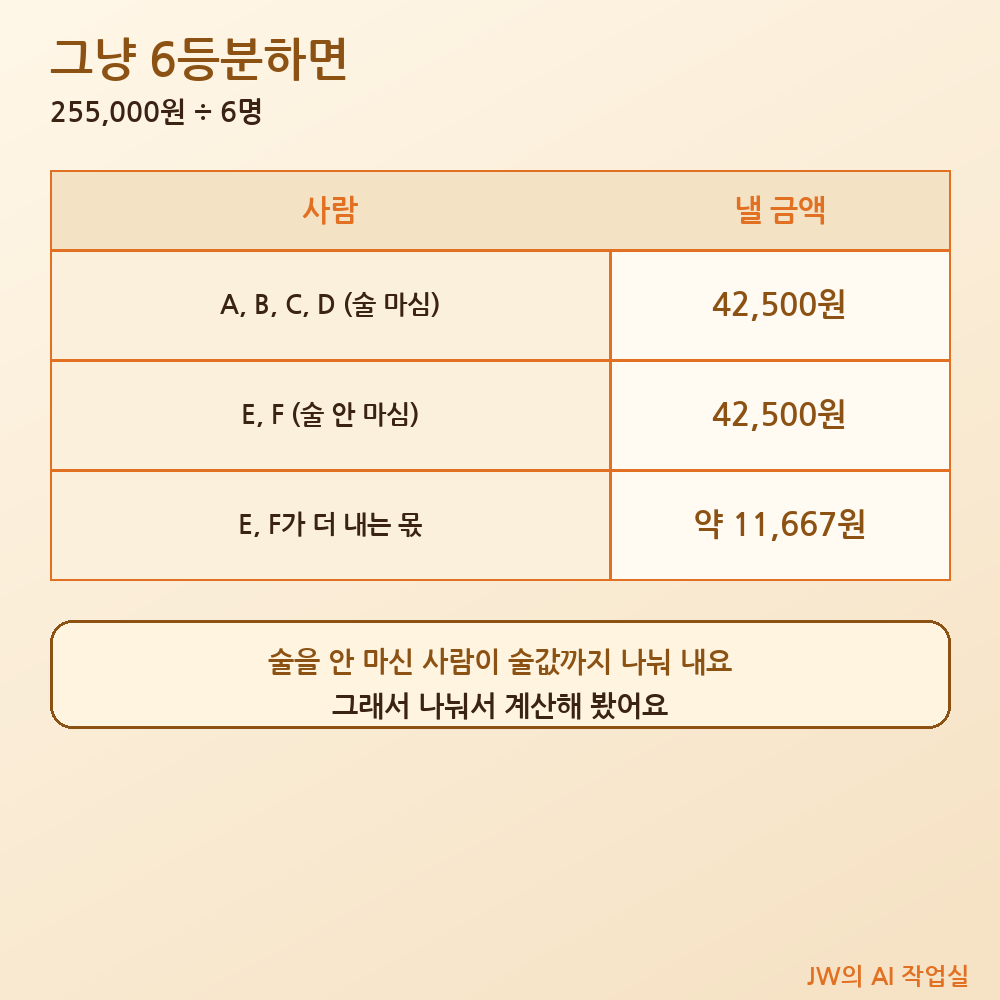 그냥 6등분하면
255,000원 ÷ 6명
사람 낼 금액
A, B, C, D (술 마심) 42,500원
E, F (술 안 마심) 42,500원
E, F가 더 내는 몫 약 11,667원
술을 안 마신 사람이 술값까지 나눠 내요
그래서 나눠서 계산해 봤어요
JW의 AI 작업실